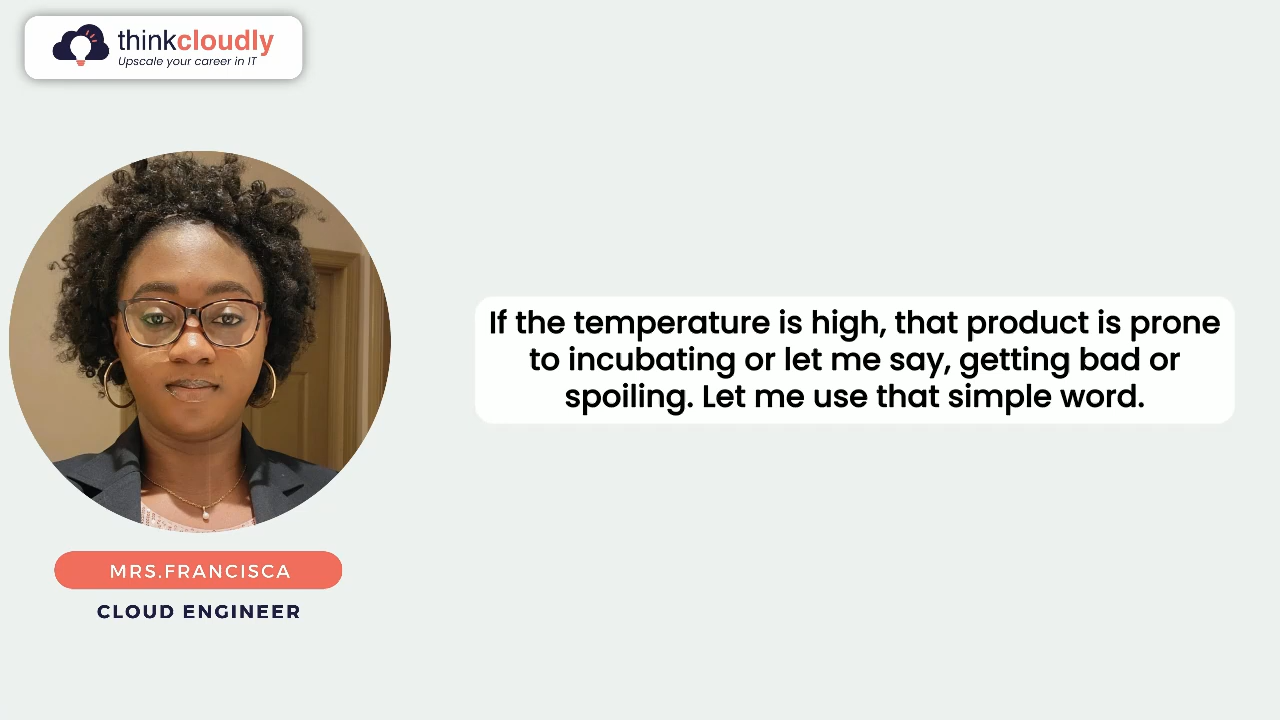 thinkcloudly
Upscale your career in IT
If the temperature is high, that product is prone
to incubating or let me say, getting bad or
spoiling. Let me use that simple word.
MRS.FRANCISCA
CLOUD ENGINEER